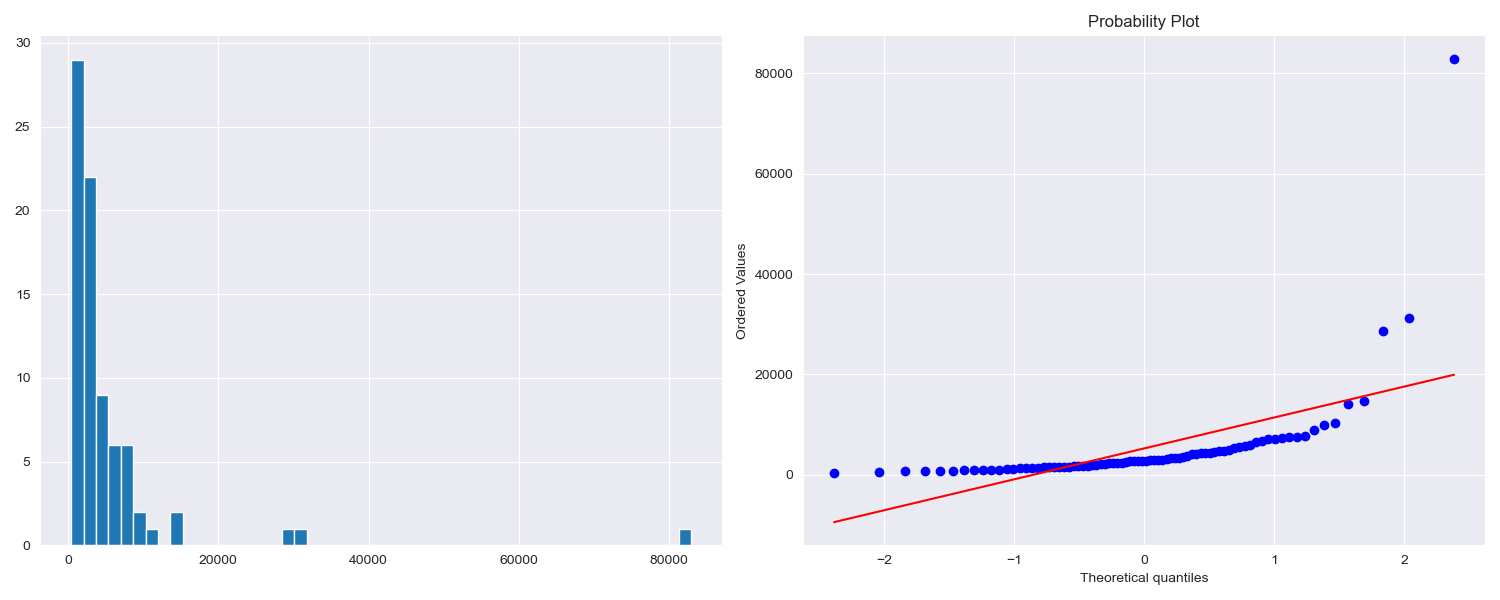 30
25
20
15
10
5
0
0 20000 40000 60000 80000
Probability Plot
Ordered Values
80000
60000
40000
20000
0
−2 −1 0 1 2
Theoretical quantiles